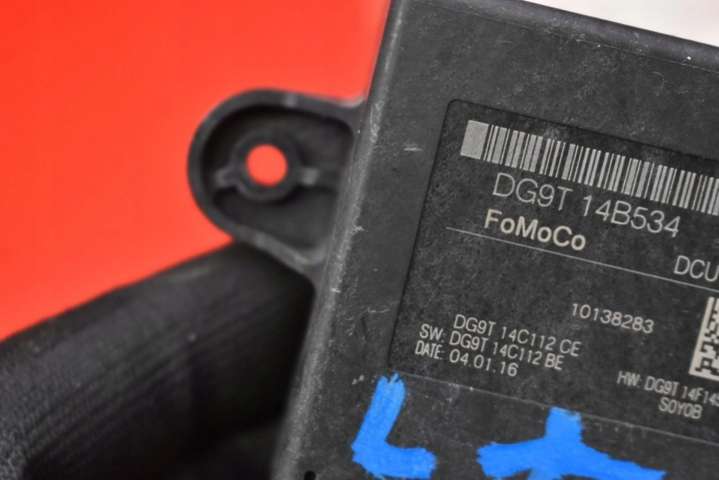 DG9T 14B534
FoMoCo
DCU
10138283
DG9T 14C112 CE
SW: DG9T 14C112 BE
DATE: 04.01.16
HW: DG9T 14F14
S0Y0B